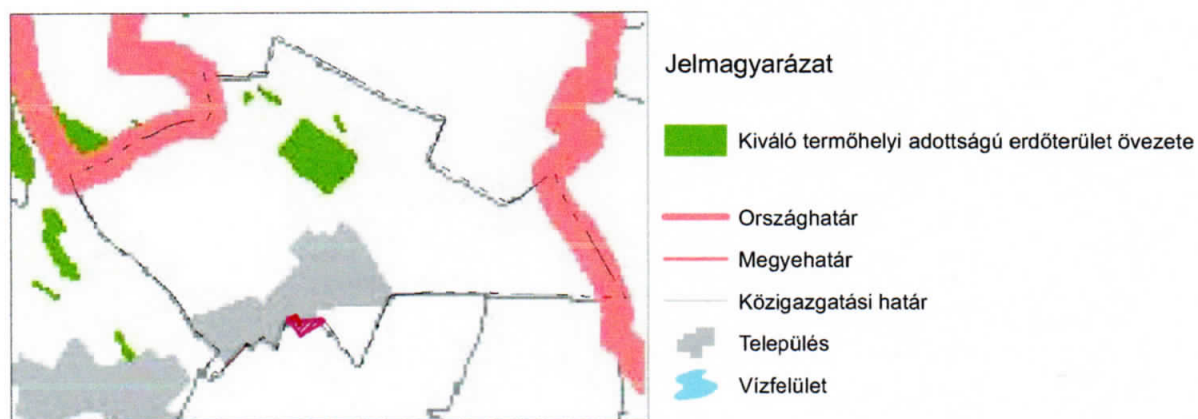 Jelmagyarázat
Kiváló termőhelyi adottságú erdőterület övezete
Országhatár
Megyehatár
Közigazgatási határ
Település
Vízfelület